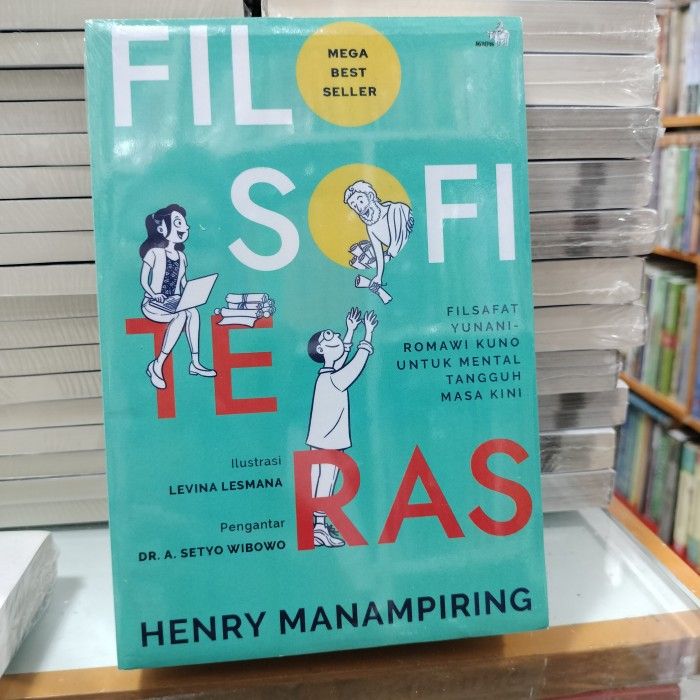 FILO
MEGA
BEST
SELLER
SOFI
FILSAFAT
YUNANI-
ROMAWI KUNO
UNTUK MENTAL
TANGGUH
MASA KINI
TE
RAS
Ilustrasi
LEVINA LESMANA
Pengantar
DR. A. SETYO WIBOWO
HENRY MANAMPIRING